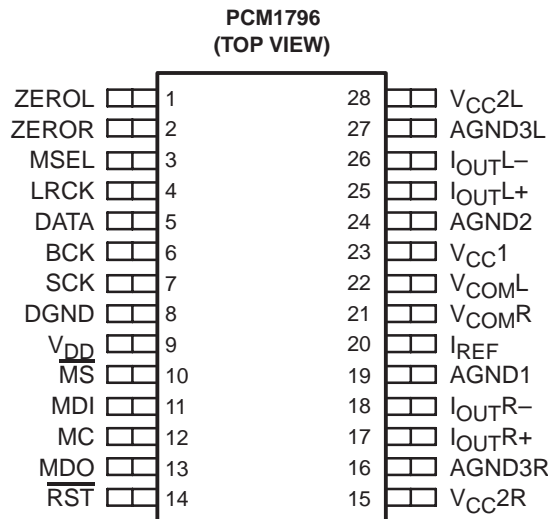 PCM1796
(TOP VIEW)
ZEROL 1 28 VCC2L
ZEROR 2 27 AGND3L
MSEL 3 26 IOUTL–
LRCK 4 25 IOUTL+
DATA 5 24 AGND2
BCK 6 23 VCC1
SCK 7 22 VCOML
DGND 8 21 VCOMR
VDD 9 20 IREF
M̅S̅ 10 19 AGND1
MDI 11 18 IOUTR–
MC 12 17 IOUTR+
MDO 13 16 AGND3R
R̅S̅T̅ 14 15 VCC2R